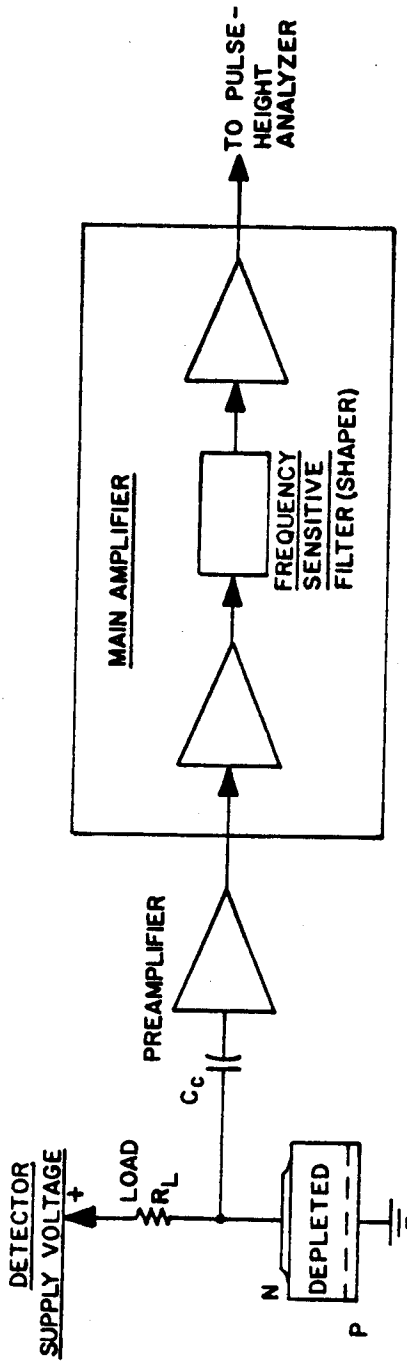 DETECTOR
SUPPLY VOLTAGE
+
LOAD
RL
Cc
PREAMPLIFIER
N
DEPLETED
P
MAIN AMPLIFIER
FREQUENCY
SENSITIVE
FILTER (SHAPER)
TO PULSE-
HEIGHT
ANALYZER